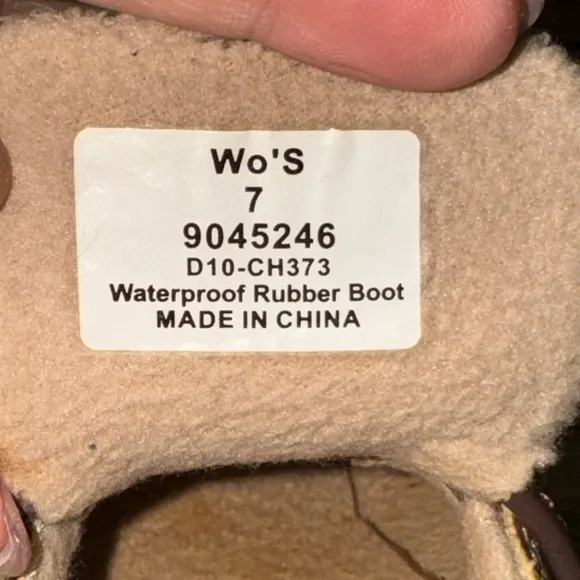 Wo'S
7
9045246
D10-CH373
Waterproof Rubber Boot
MADE IN CHINA